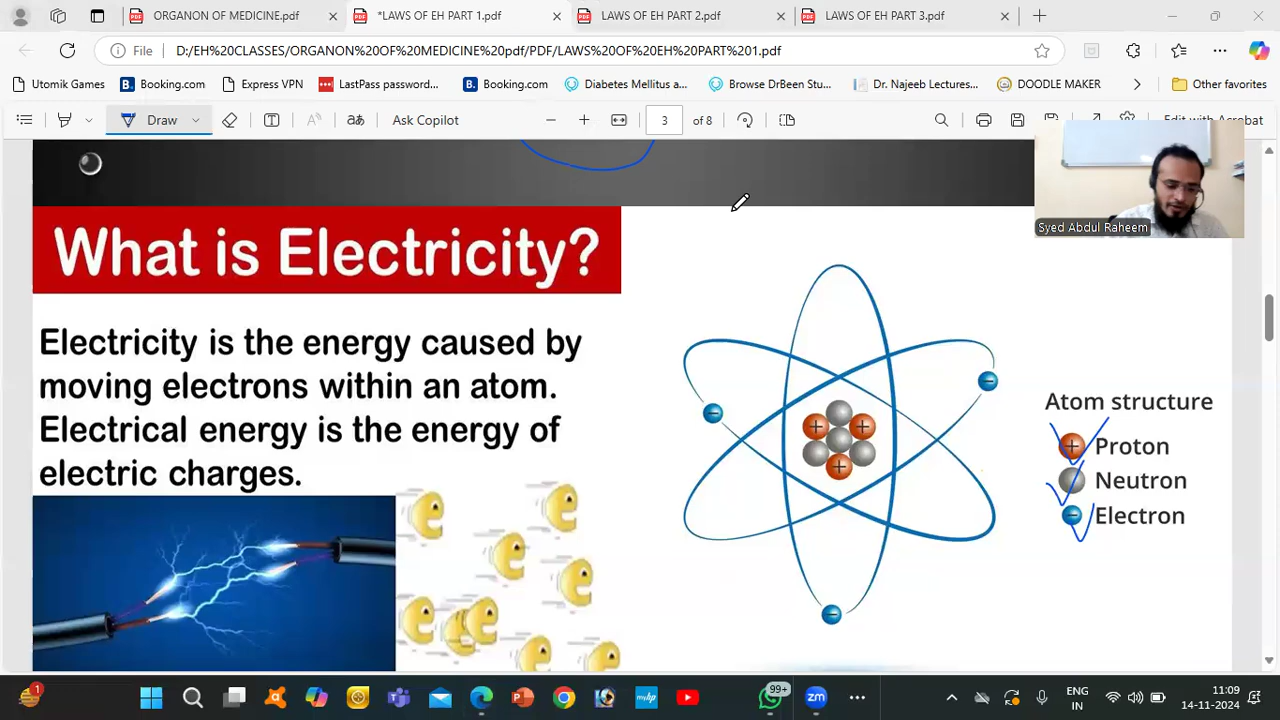 ORGANON OF MEDICINE.pdf
*LAWS OF EH PART 1.pdf
LAWS OF EH PART 2.pdf
LAWS OF EH PART 3.pdf
File
D:/EH%20CLASSES/ORGANON%20OF%20MEDICINE%20pdf/PDF/LAWS%20OF%20EH%20PART%201.pdf
Utomik Games
B. Booking.com
Express VPN
LastPass password...
B. Booking.com
Diabetes Mellitus a...
Browse DrBeen Stu...
Dr. Najeeb Lectures...
DOODLE MAKER
Other favorites
Draw
Ask Copilot
3 of 8
Edit with Acrobat
Syed Abdul Raheem
What is Electricity?
Electricity is the energy caused by
moving electrons within an atom.
Electrical energy is the energy of
electric charges.
Atom structure
+ Proton
Neutron
- Electron
1
99+
zm
ENG
IN
11:09
14-11-2024